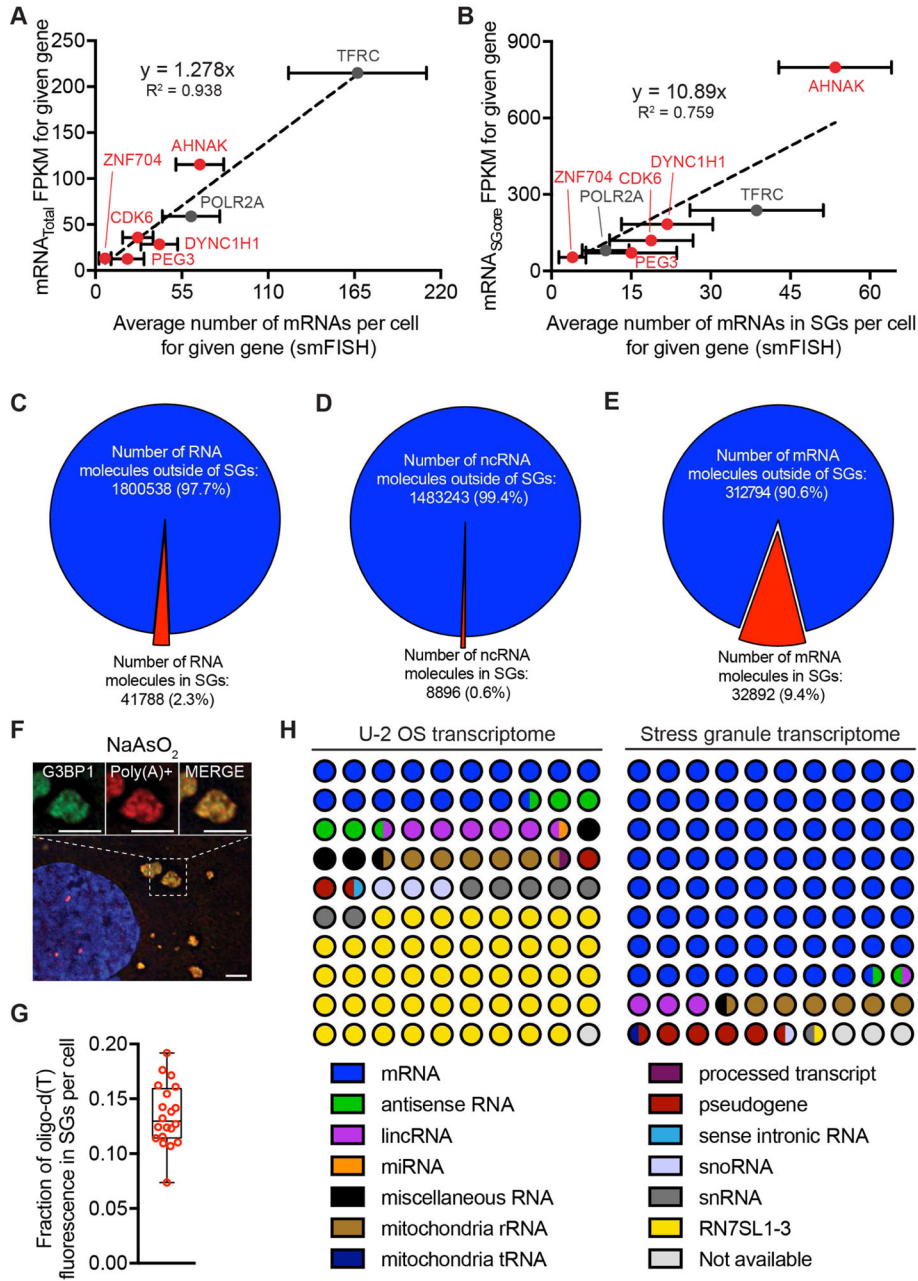 A
mRNATotal FPKM for given gene
250
200
150
100
50
0
y = 1.278x
R² = 0.938
TFRC
AHNAK
ZNF704
CDK6
POLR2A
DYNC1H1
PEG3
0 55 110 165 220
Average number of mRNAs per cell
for given gene (smFISH)
B
mRNASGcore FPKM for given gene
900
600
300
0
y = 10.89x
R² = 0.759
AHNAK
DYNC1H1
ZNF704
CDK6
POLR2A
TFRC
PEG3
0 15 30 45 60
Average number of mRNAs in SGs per cell
for given gene (smFISH)
C
Number of RNA
molecules outside of SGs:
1800538 (97.7%)
Number of RNA
molecules in SGs:
41788 (2.3%)
D
Number of ncRNA
molecules outside of SGs:
1483243 (99.4%)
Number of ncRNA
molecules in SGs:
8896 (0.6%)
E
Number of mRNA
molecules outside of SGs:
312794 (90.6%)
Number of mRNA
molecules in SGs:
32892 (9.4%)
F
NaAsO₂
G3BP1 Poly(A)+ MERGE
G
Fraction of oligo-d(T)
fluorescence in SGs per cell
0.20
0.15
0.10
0.05
0.00
H
U-2 OS transcriptome
Stress granule transcriptome
mRNA
antisense RNA
lincRNA
miRNA
miscellaneous RNA
mitochondria rRNA
mitochondria tRNA
processed transcript
pseudogene
sense intronic RNA
snoRNA
snRNA
RN7SL1-3
Not available